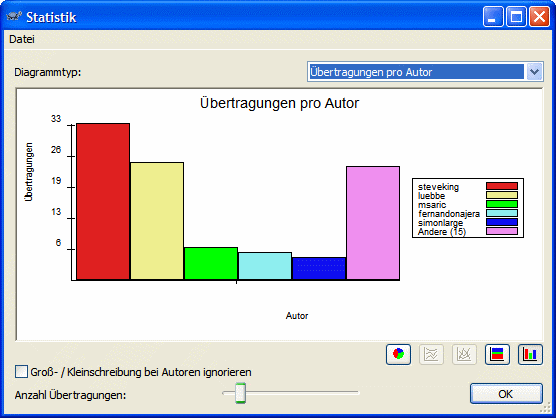 Statistik
Datei
Diagrammtyp:
Übertragungen pro Autor
Übertragungen pro Autor
33
26
19
13
6
Übertragungen
Autor
steveking
luebbe
msaric
fernandonajera
simonlarge
Andere (15)
Groß- / Kleinschreibung bei Autoren ignorieren
Anzahl Übertragungen:
OK